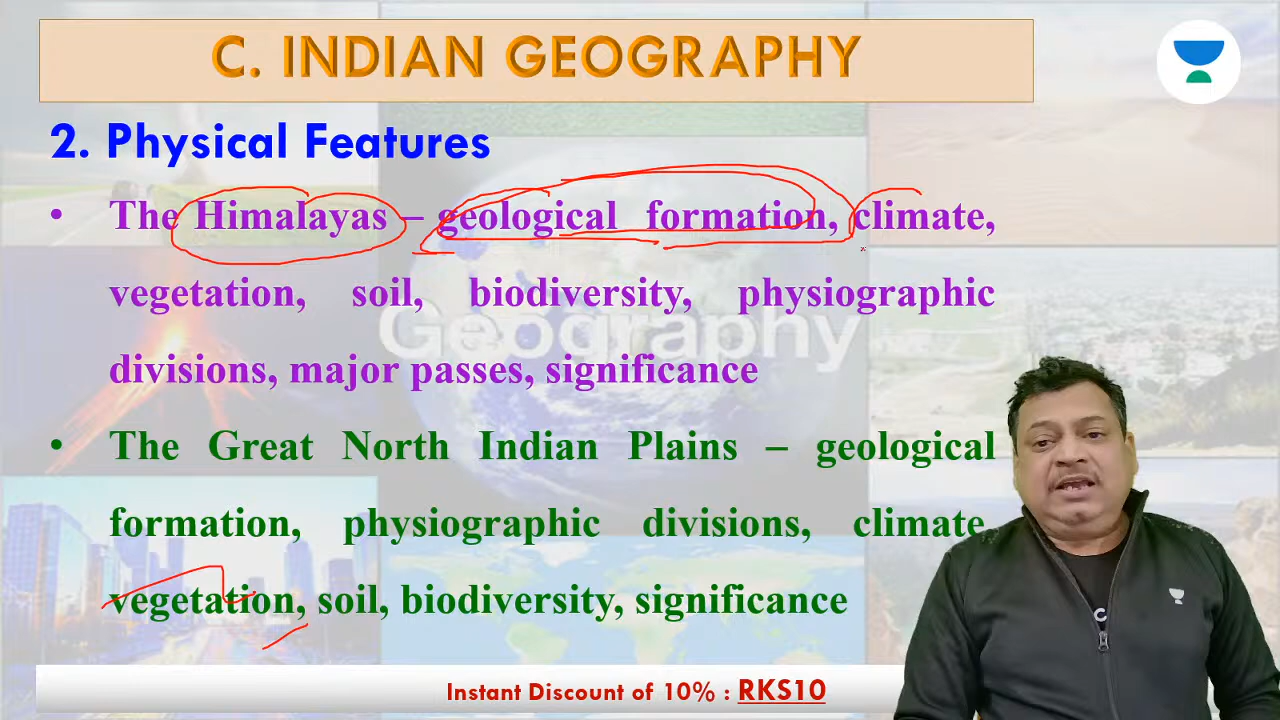 C. INDIAN GEOGRAPHY
2. Physical Features
• The Himalayas – geological formation, climate,
vegetation, soil, biodiversity, physiographic
divisions, major passes, significance
• The Great North Indian Plains – geological
formation, physiographic divisions, climate,
vegetation, soil, biodiversity, significance
Geography
Instant Discount of 10% : RKS10